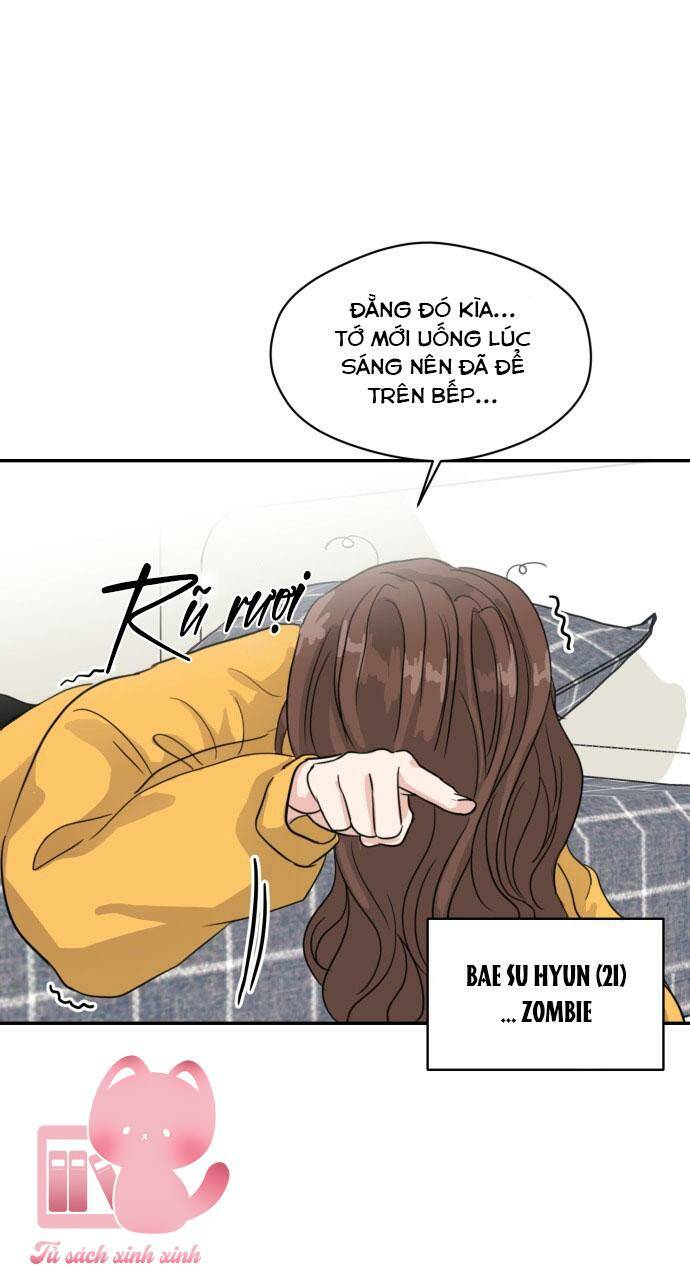 ĐẰNG ĐÓ KÌA...
TỚ MỚI UỐNG LÚC
SÁNG NÊN ĐÃ ĐỂ
TRÊN BẾP...
Rũ rượi
BAE SU HYUN (21)
... ZOMBIE
Tủ sách xinh xinh